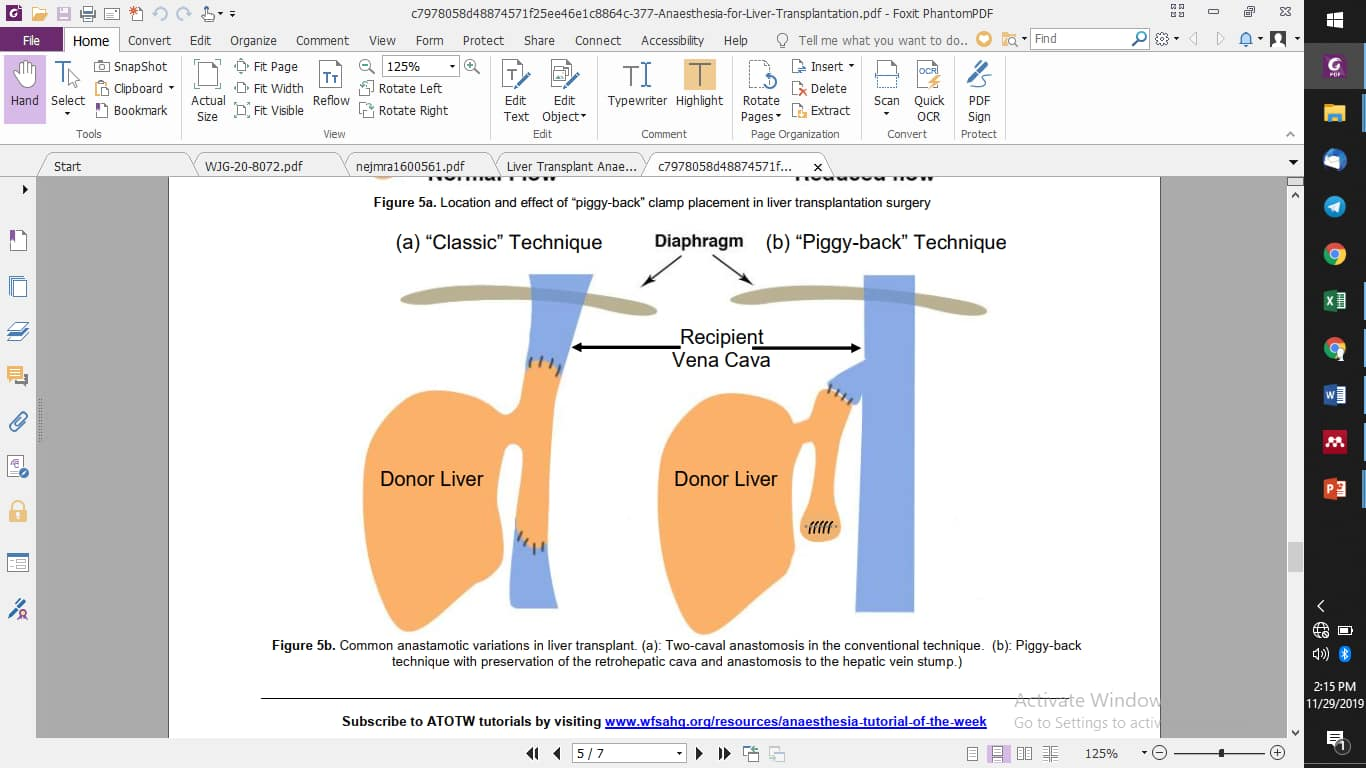 c7978058d48874571f25ee46e1c8864c-377-Anaesthesia-for-Liver-Transplantation.pdf - Foxit PhantomPDF
File Home Convert Edit Organize Comment View Form Protect Share Connect Accessibility Help Tell me what you want to do.. Find
Hand
Select
SnapShot
Clipboard
Bookmark
Tools
Actual Size
Fit Page
Fit Width
Fit Visible
Reflow
125%
Rotate Left
Rotate Right
View
Edit Text
Edit Object
Edit
Typewriter
Highlight
Comment
Rotate Pages
Insert
Delete
Extract
Page Organization
Scan
Quick OCR
Convert
PDF Sign
Protect
Start WJG-20-8072.pdf nejmra1600561.pdf Liver Transplant Anae... c7978058d48874571f...
Normal Flow Reduced flow
Figure 5a. Location and effect of “piggy-back” clamp placement in liver transplantation surgery
(a) “Classic” Technique Diaphragm (b) “Piggy-back” Technique
Recipient
Vena Cava
Donor Liver Donor Liver
Figure 5b. Common anastamotic variations in liver transplant. (a): Two-caval anastomosis in the conventional technique. (b): Piggy-back
technique with preservation of the retrohepatic cava and anastomosis to the hepatic vein stump.)
Subscribe to ATOTW tutorials by visiting www.wfsahq.org/resources/anaesthesia-tutorial-of-the-week
Activate Window
Go to Settings to activ
5 / 7 125%
2:15 PM
11/29/2019
1